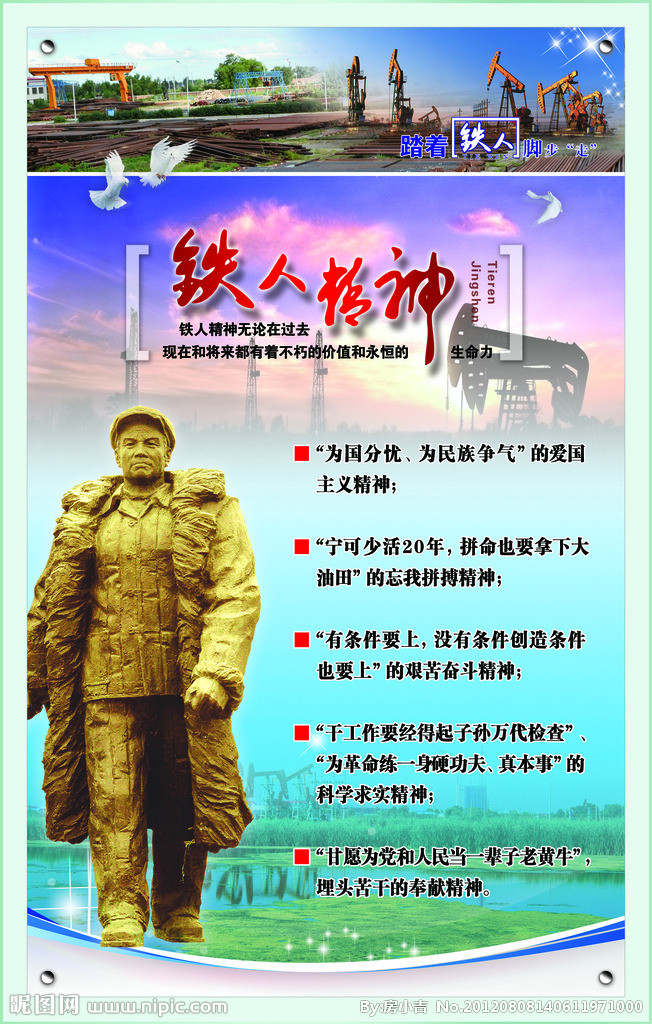 踏着铁人脚步“走”
铁人精神
Tieren
Jingshen
铁人精神无论在过去
现在和将来都有着不朽的价值和永恒的 生命力
“为国分忧、为民族争气”的爱国
主义精神；
“宁可少活20年，拼命也要拿下大
油田”的忘我拼搏精神；
“有条件要上，没有条件创造条件
也要上”的艰苦奋斗精神；
“干工作要经得起子孙万代检查”、
“为革命练一身硬功夫、真本事”的
科学求实精神；
“甘愿为党和人民当一辈子老黄牛”，
埋头苦干的奉献精神。
昵图网 www.nipic.com
By:房小吉 No.20120808140611971000